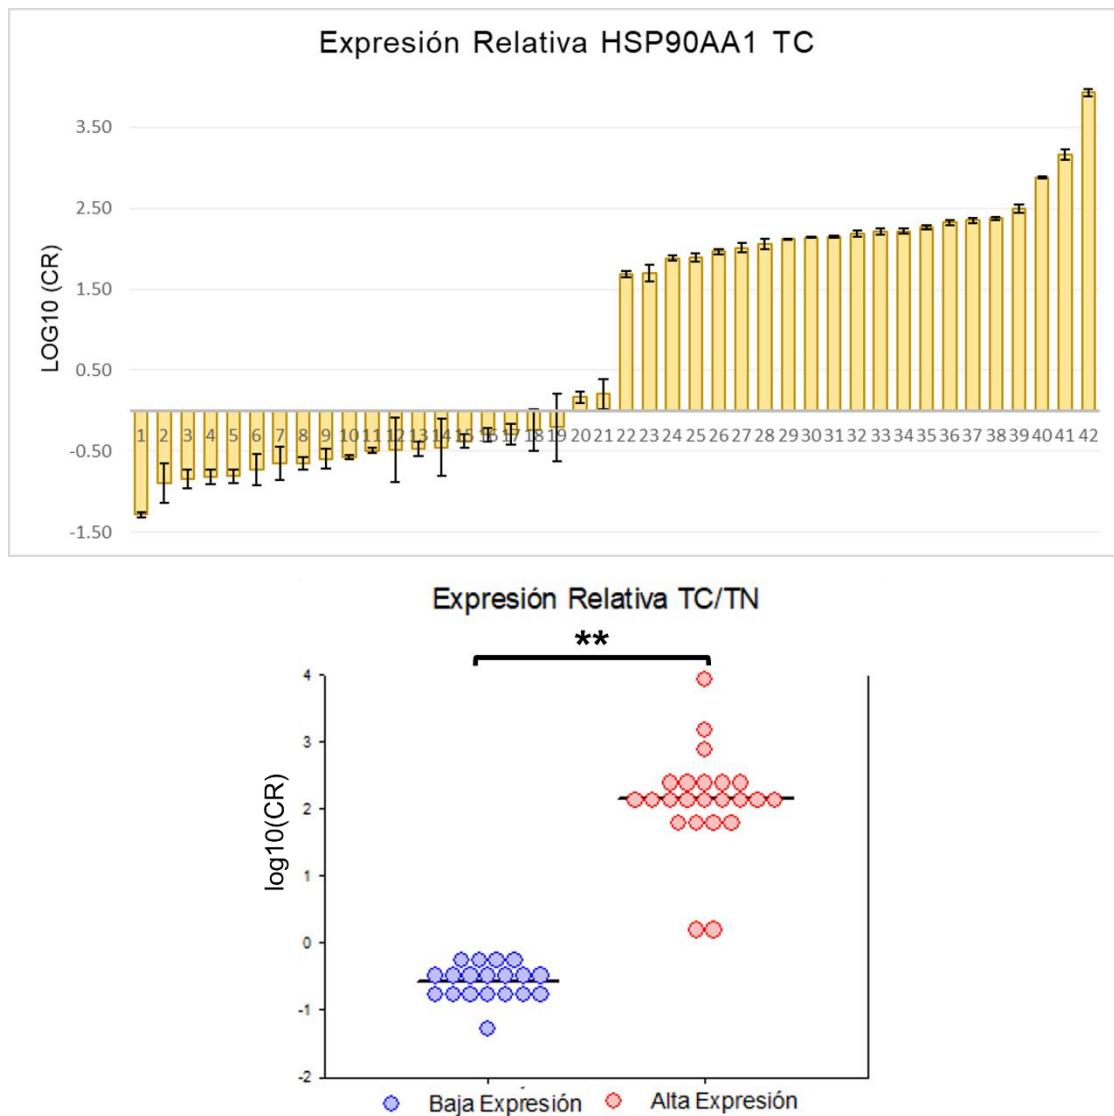 Expresión Relativa HSP90AA1 TC
LOG10 (CR)
3.50
2.50
1.50
0.50
-0.50
-1.50
1 2 3 4 5 6 7 8 9 10 11 12 13 14 15 16 17 18 19 20 21 22 23 24 25 26 27 28 29 30 31 32 33 34 35 36 37 38 39 40 41 42
Expresión Relativa TC/TN
**
log10(CR)
4
3
2
1
0
-1
-2
Baja Expresión Alta Expresión